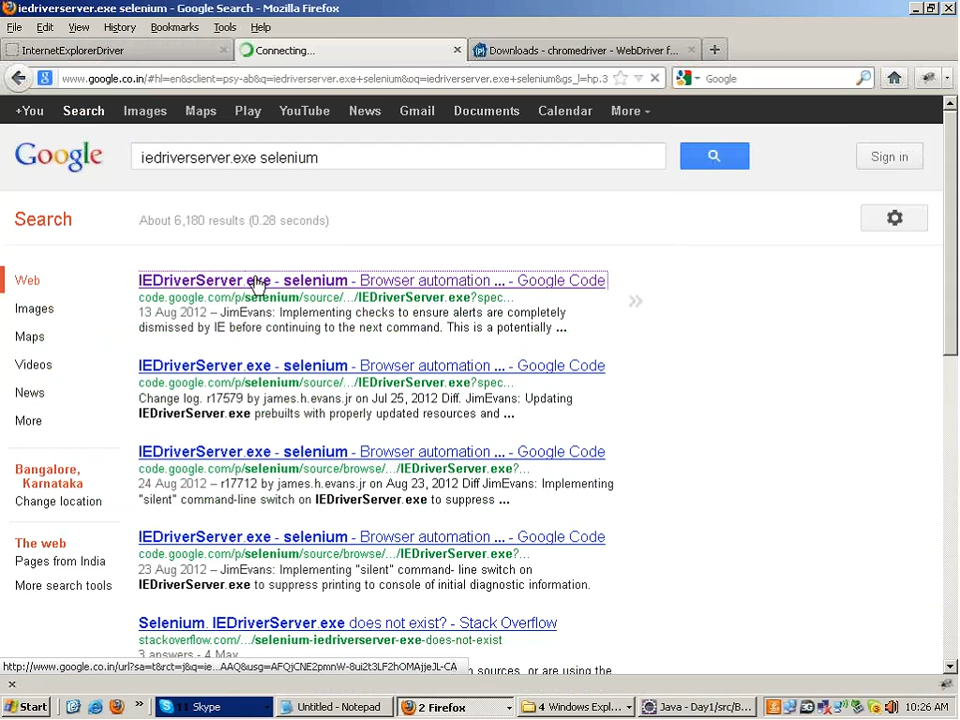 iedriverserver.exe selenium - Google Search - Mozilla Firefox
File Edit View History Bookmarks Tools Help
InternetExplorerDriver
Connecting...
Downloads - chromedriver - WebDriver f...
www.google.co.in/#hl=en&sclient=psy-ab&q=iedriverserver.exe+selenium&oq=iedriverserver.exe+selenium&gs_l=hp.3
Google
+You Search Images Maps Play YouTube News Gmail Documents Calendar More
Google
iedriverserver.exe selenium
Sign in
Search
About 6,180 results (0.28 seconds)
Web
Images
Maps
Videos
News
More
Bangalore,
Karnataka
Change location
The web
Pages from India
More search tools
IEDriverServer.exe - selenium - Browser automation ... - Google Code
code.google.com/p/selenium/source/.../IEDriverServer.exe?spec...
13 Aug 2012 – JimEvans: Implementing checks to ensure alerts are completely
dismissed by IE before continuing to the next command. This is a potentially ...
IEDriverServer.exe - selenium - Browser automation ... - Google Code
code.google.com/p/selenium/source/.../IEDriverServer.exe?spec...
Change log. r17579 by james.h.evans.jr on Jul 25, 2012 Diff. JimEvans: Updating
IEDriverServer.exe prebuilts with properly updated resources and ...
IEDriverServer.exe - selenium - Browser automation ... - Google Code
code.google.com/p/selenium/source/browse/.../IEDriverServer.exe?...
24 Aug 2012 – r17712 by james.h.evans.jr on Aug 23, 2012 Diff JimEvans: Implementing
"silent" command-line switch on IEDriverServer.exe to suppress ...
IEDriverServer.exe - selenium - Browser automation ... - Google Code
code.google.com/p/selenium/source/browse/.../IEDriverServer.exe?...
23 Aug 2012 – JimEvans: Implementing "silent" command- line switch on
IEDriverServer.exe to suppress printing to console of initial diagnostic information.
Selenium. IEDriverServer.exe does not exist? - Stack Overflow
stackoverflow.com/.../selenium-iedriverserver-exe-does-not-exist
3 answers - 4 May
sources, or are using the
http://www.google.co.in/url?sa=t&rct=j&q=ie...AAQ&usg=AFQjCNE2pmnW-8ui2t3LF2hOMAjjeJL-CA
Start
Skype
Untitled - Notepad
2 Firefox
4 Windows Expl...
Java - Day1/src/B...
10:26 AM